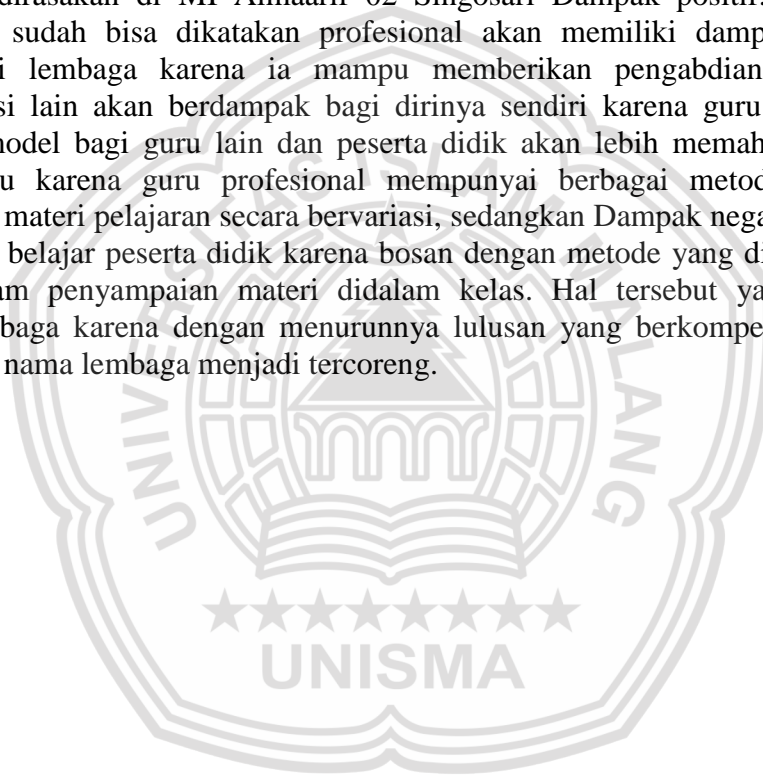 dirasakan di MI Almaarif 02 Singosari Dampak positif.
sudah bisa dikatakan profesional akan memiliki damp
i lembaga karena ia mampu memberikan pengabdian
si lain akan berdampak bagi dirinya sendiri karena guru
model bagi guru lain dan peserta didik akan lebih memah
u karena guru profesional mempunyai berbagai metod
materi pelajaran secara bervariasi, sedangkan Dampak nega
belajar peserta didik karena bosan dengan metode yang di
am penyampaian materi didalam kelas. Hal tersebut ya
baga karena dengan menurunnya lulusan yang berkompe
nama lembaga menjadi tercoreng.
UNIVERSITAS ISLAM MALANG
UNISMA